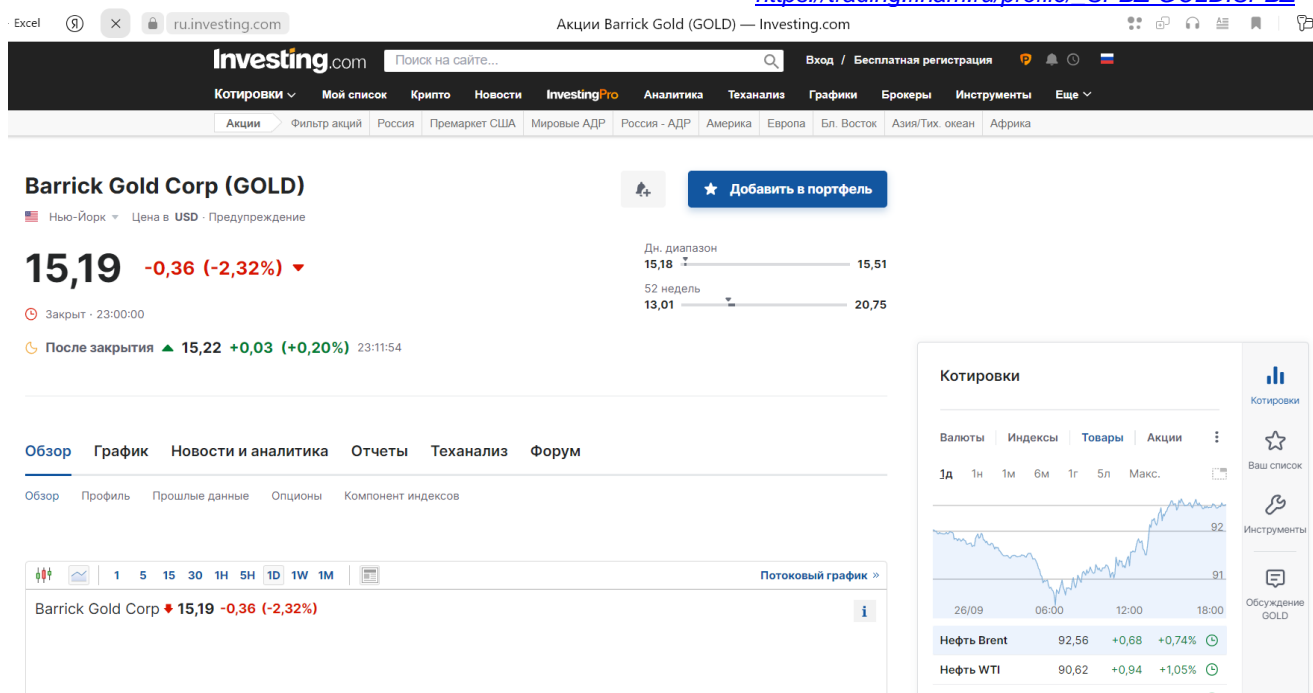 Excel ru.investing.com Акции Barrick Gold (GOLD) — Investing.com
Investing.com Поиск на сайте... Вход / Бесплатная регистрация
Котировки Мой список Крипто Новости InvestingPro Аналитика Теханализ Графики Брокеры Инструменты Еще
Акции Фильтр акций Россия Премаркет США Мировые АДР Россия - АДР Америка Европа Бл. Восток Азия/Тих. океан Африка
Barrick Gold Corp (GOLD)
Добавить в портфель
Нью-Йорк Цена в USD · Предупреждение
15,19 -0,36 (-2,32%)
Дн. диапазон
15,18 15,51
52 недель
13,01 20,75
Закрыт · 23:00:00
После закрытия 15,22 +0,03 (+0,20%) 23:11:54
Обзор График Новости и аналитика Отчеты Теханализ Форум
Обзор Профиль Прошлые данные Опционы Компонент индексов
1 5 15 30 1H 5H 1D 1W 1M Потоковый график »
Barrick Gold Corp 15,19 -0,36 (-2,32%)
Котировки
Валюты Индексы Товары Акции
1д 1н 1м 6м 1г 5л Макс.
92
91
26/09 06:00 12:00 18:00
Нефть Brent 92,56 +0,68 +0,74%
Нефть WTI 90,62 +0,94 +1,05%
Котировки
Ваш список
Инструменты
Обсуждение
GOLD